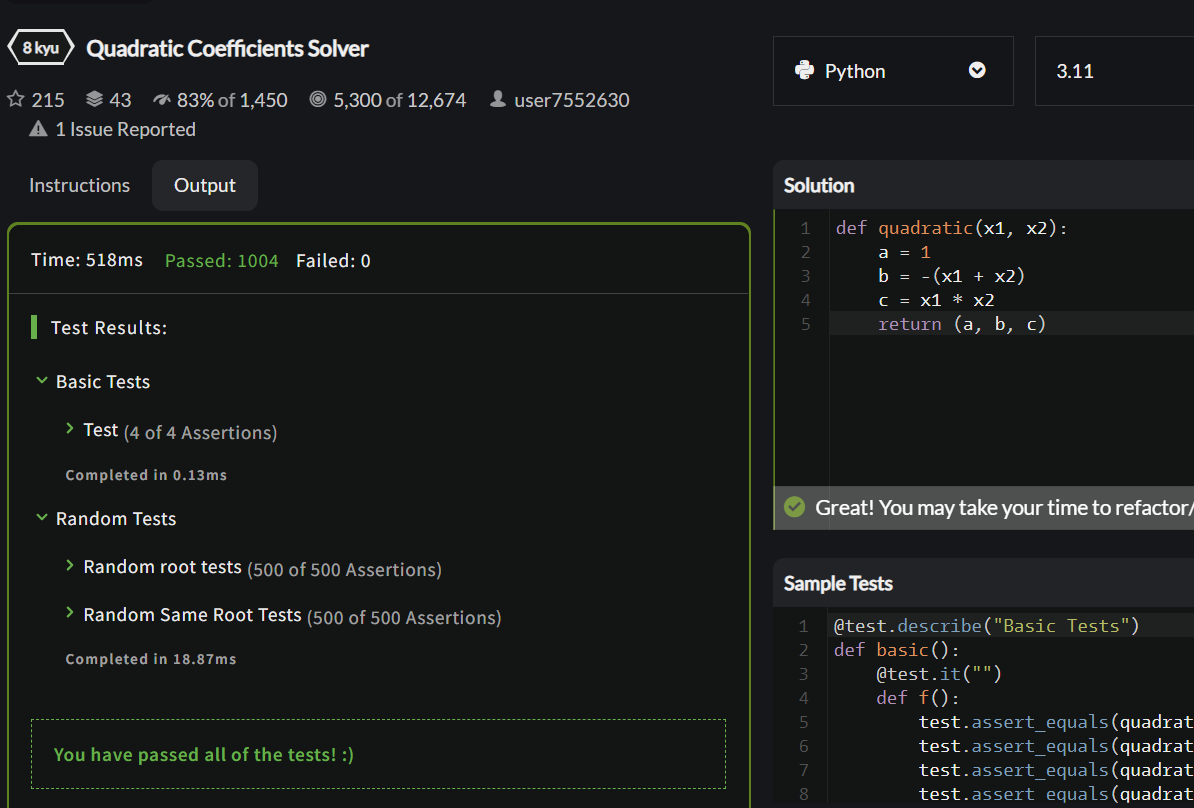 8 kyu Quadratic Coefficients Solver
215 43 83% of 1,450 5,300 of 12,674 user7552630
1 Issue Reported
Instructions Output
Time: 518ms Passed: 1004 Failed: 0
Test Results:
Basic Tests
Test (4 of 4 Assertions)
Completed in 0.13ms
Random Tests
Random root tests (500 of 500 Assertions)
Random Same Root Tests (500 of 500 Assertions)
Completed in 18.87ms
You have passed all of the tests! :)
Python 3.11
Solution
1 def quadratic(x1, x2):
2 a = 1
3 b = -(x1 + x2)
4 c = x1 * x2
5 return (a, b, c)
Great! You may take your time to refactor/
Sample Tests
1 @test.describe("Basic Tests")
2 def basic():
3 @test.it("")
4 def f():
5 test.assert_equals(quadrat
6 test.assert_equals(quadrat
7 test.assert_equals(quadrat
8 test.assert_equals(quadrat